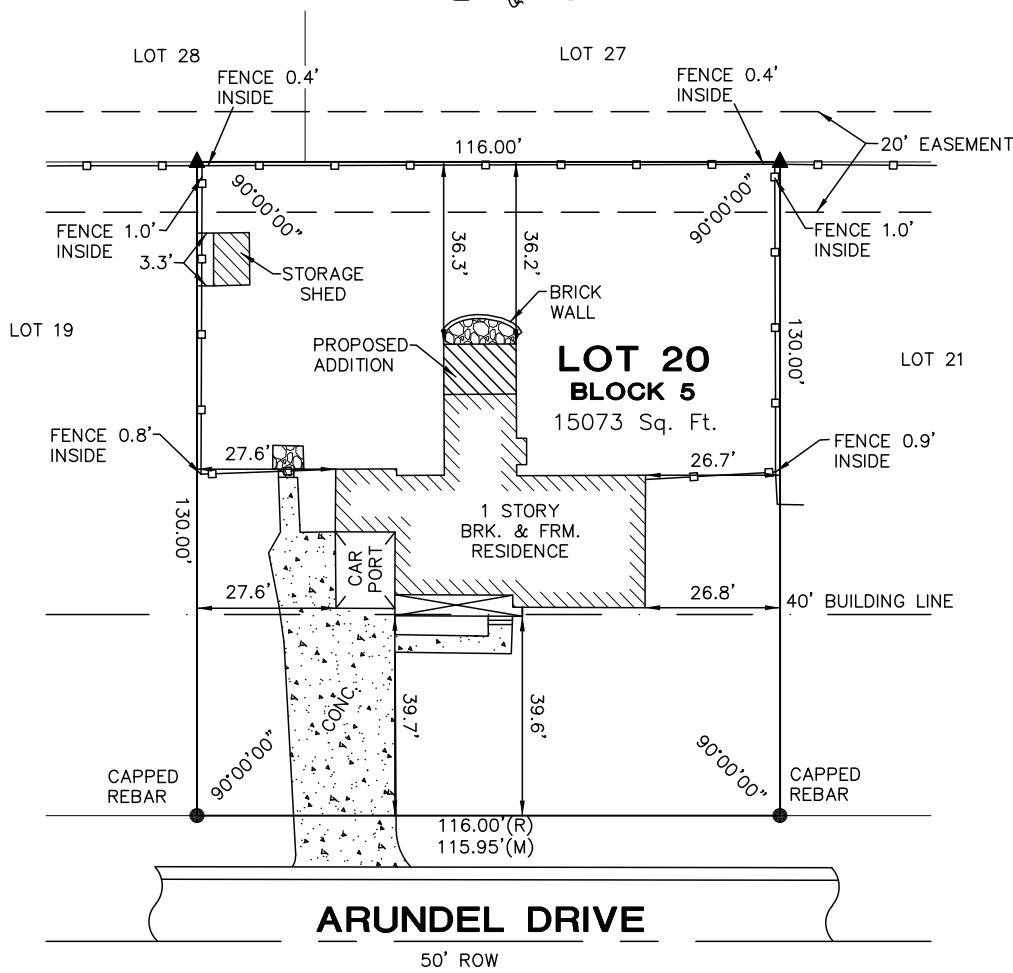 LOT 28
LOT 27
FENCE 0.4'
INSIDE
FENCE 0.4'
INSIDE
116.00'
20' EASEMENT
90°00'00"
90°00'00"
FENCE 1.0'
INSIDE
FENCE 1.0'
INSIDE
3.3'
STORAGE
SHED
36.3'
36.2'
BRICK
WALL
LOT 19
PROPOSED
ADDITION
LOT 20
BLOCK 5
15073 Sq. Ft.
130.00'
LOT 21
FENCE 0.8'
INSIDE
27.6'
26.7'
FENCE 0.9'
INSIDE
130.00'
1 STORY
BRK. & FRM.
RESIDENCE
CAR
PORT
27.6'
26.8'
40' BUILDING LINE
CONC.
39.7'
39.6'
90°00'00"
90°00'00"
CAPPED
REBAR
CAPPED
REBAR
116.00'(R)
115.95'(M)
ARUNDEL DRIVE
50' ROW